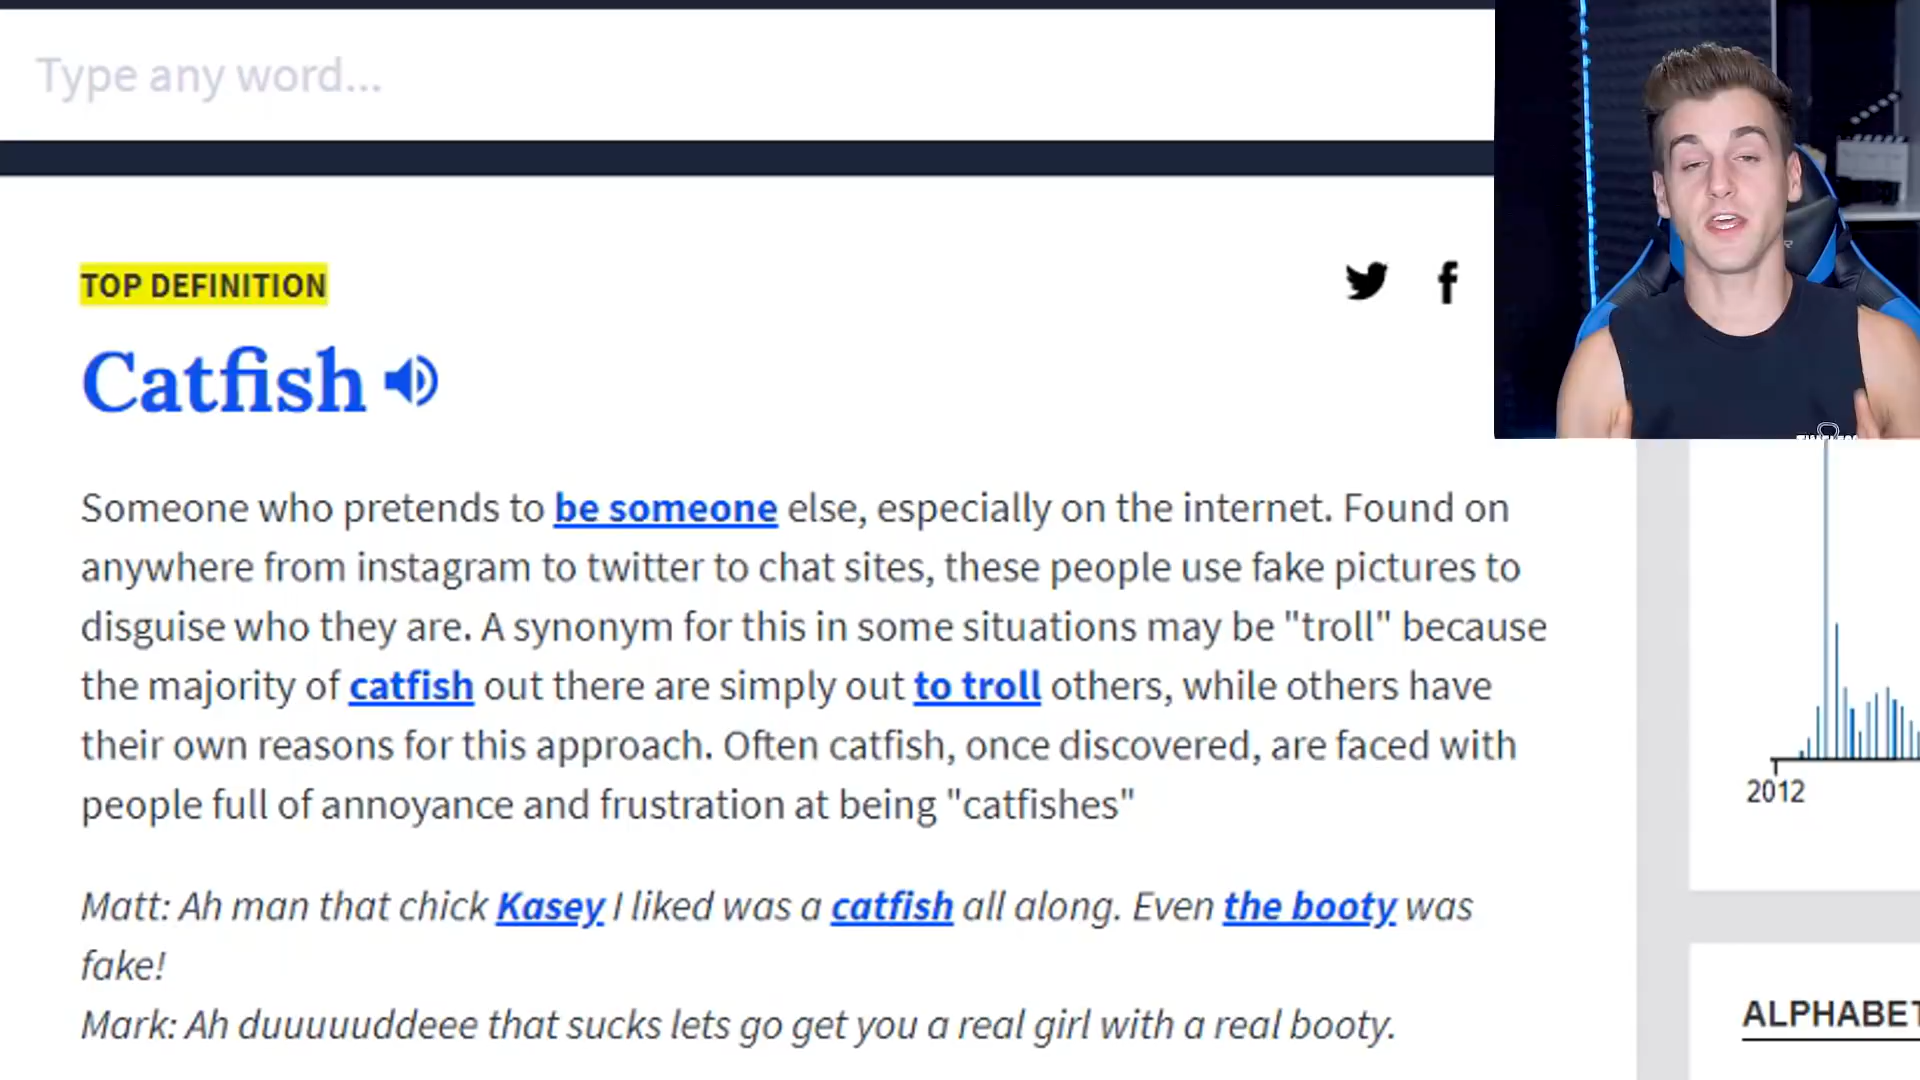 Type any word...
TOP DEFINITION
Catfish
Someone who pretends to be someone else, especially on the internet. Found on
anywhere from instagram to twitter to chat sites, these people use fake pictures to
disguise who they are. A synonym for this in some situations may be "troll" because
the majority of catfish out there are simply out to troll others, while others have
their own reasons for this approach. Often catfish, once discovered, are faced with
people full of annoyance and frustration at being "catfishes"
Matt: Ah man that chick Kasey I liked was a catfish all along. Even the booty was
fake!
Mark: Ah duuuuuddeee that sucks lets go get you a real girl with a real booty.
2012
ALPHABET